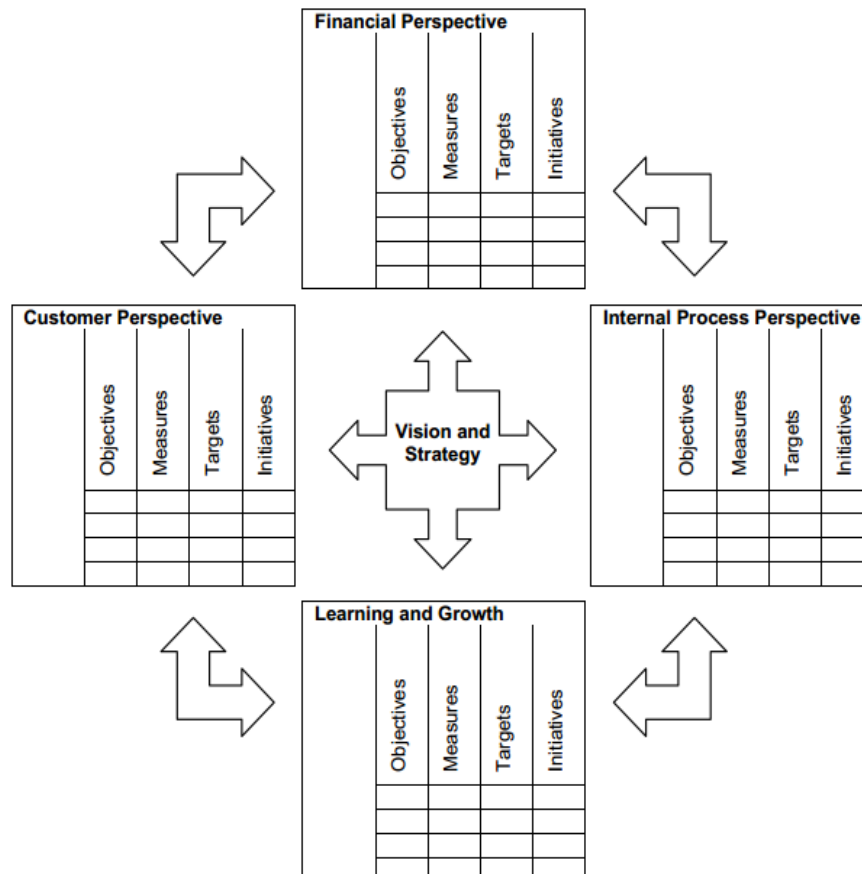 Financial Perspective
Objectives
Measures
Targets
Initiatives
Customer Perspective
Objectives
Measures
Targets
Initiatives
Vision and
Strategy
Internal Process Perspective
Objectives
Measures
Targets
Initiatives
Learning and Growth
Objectives
Measures
Targets
Initiatives